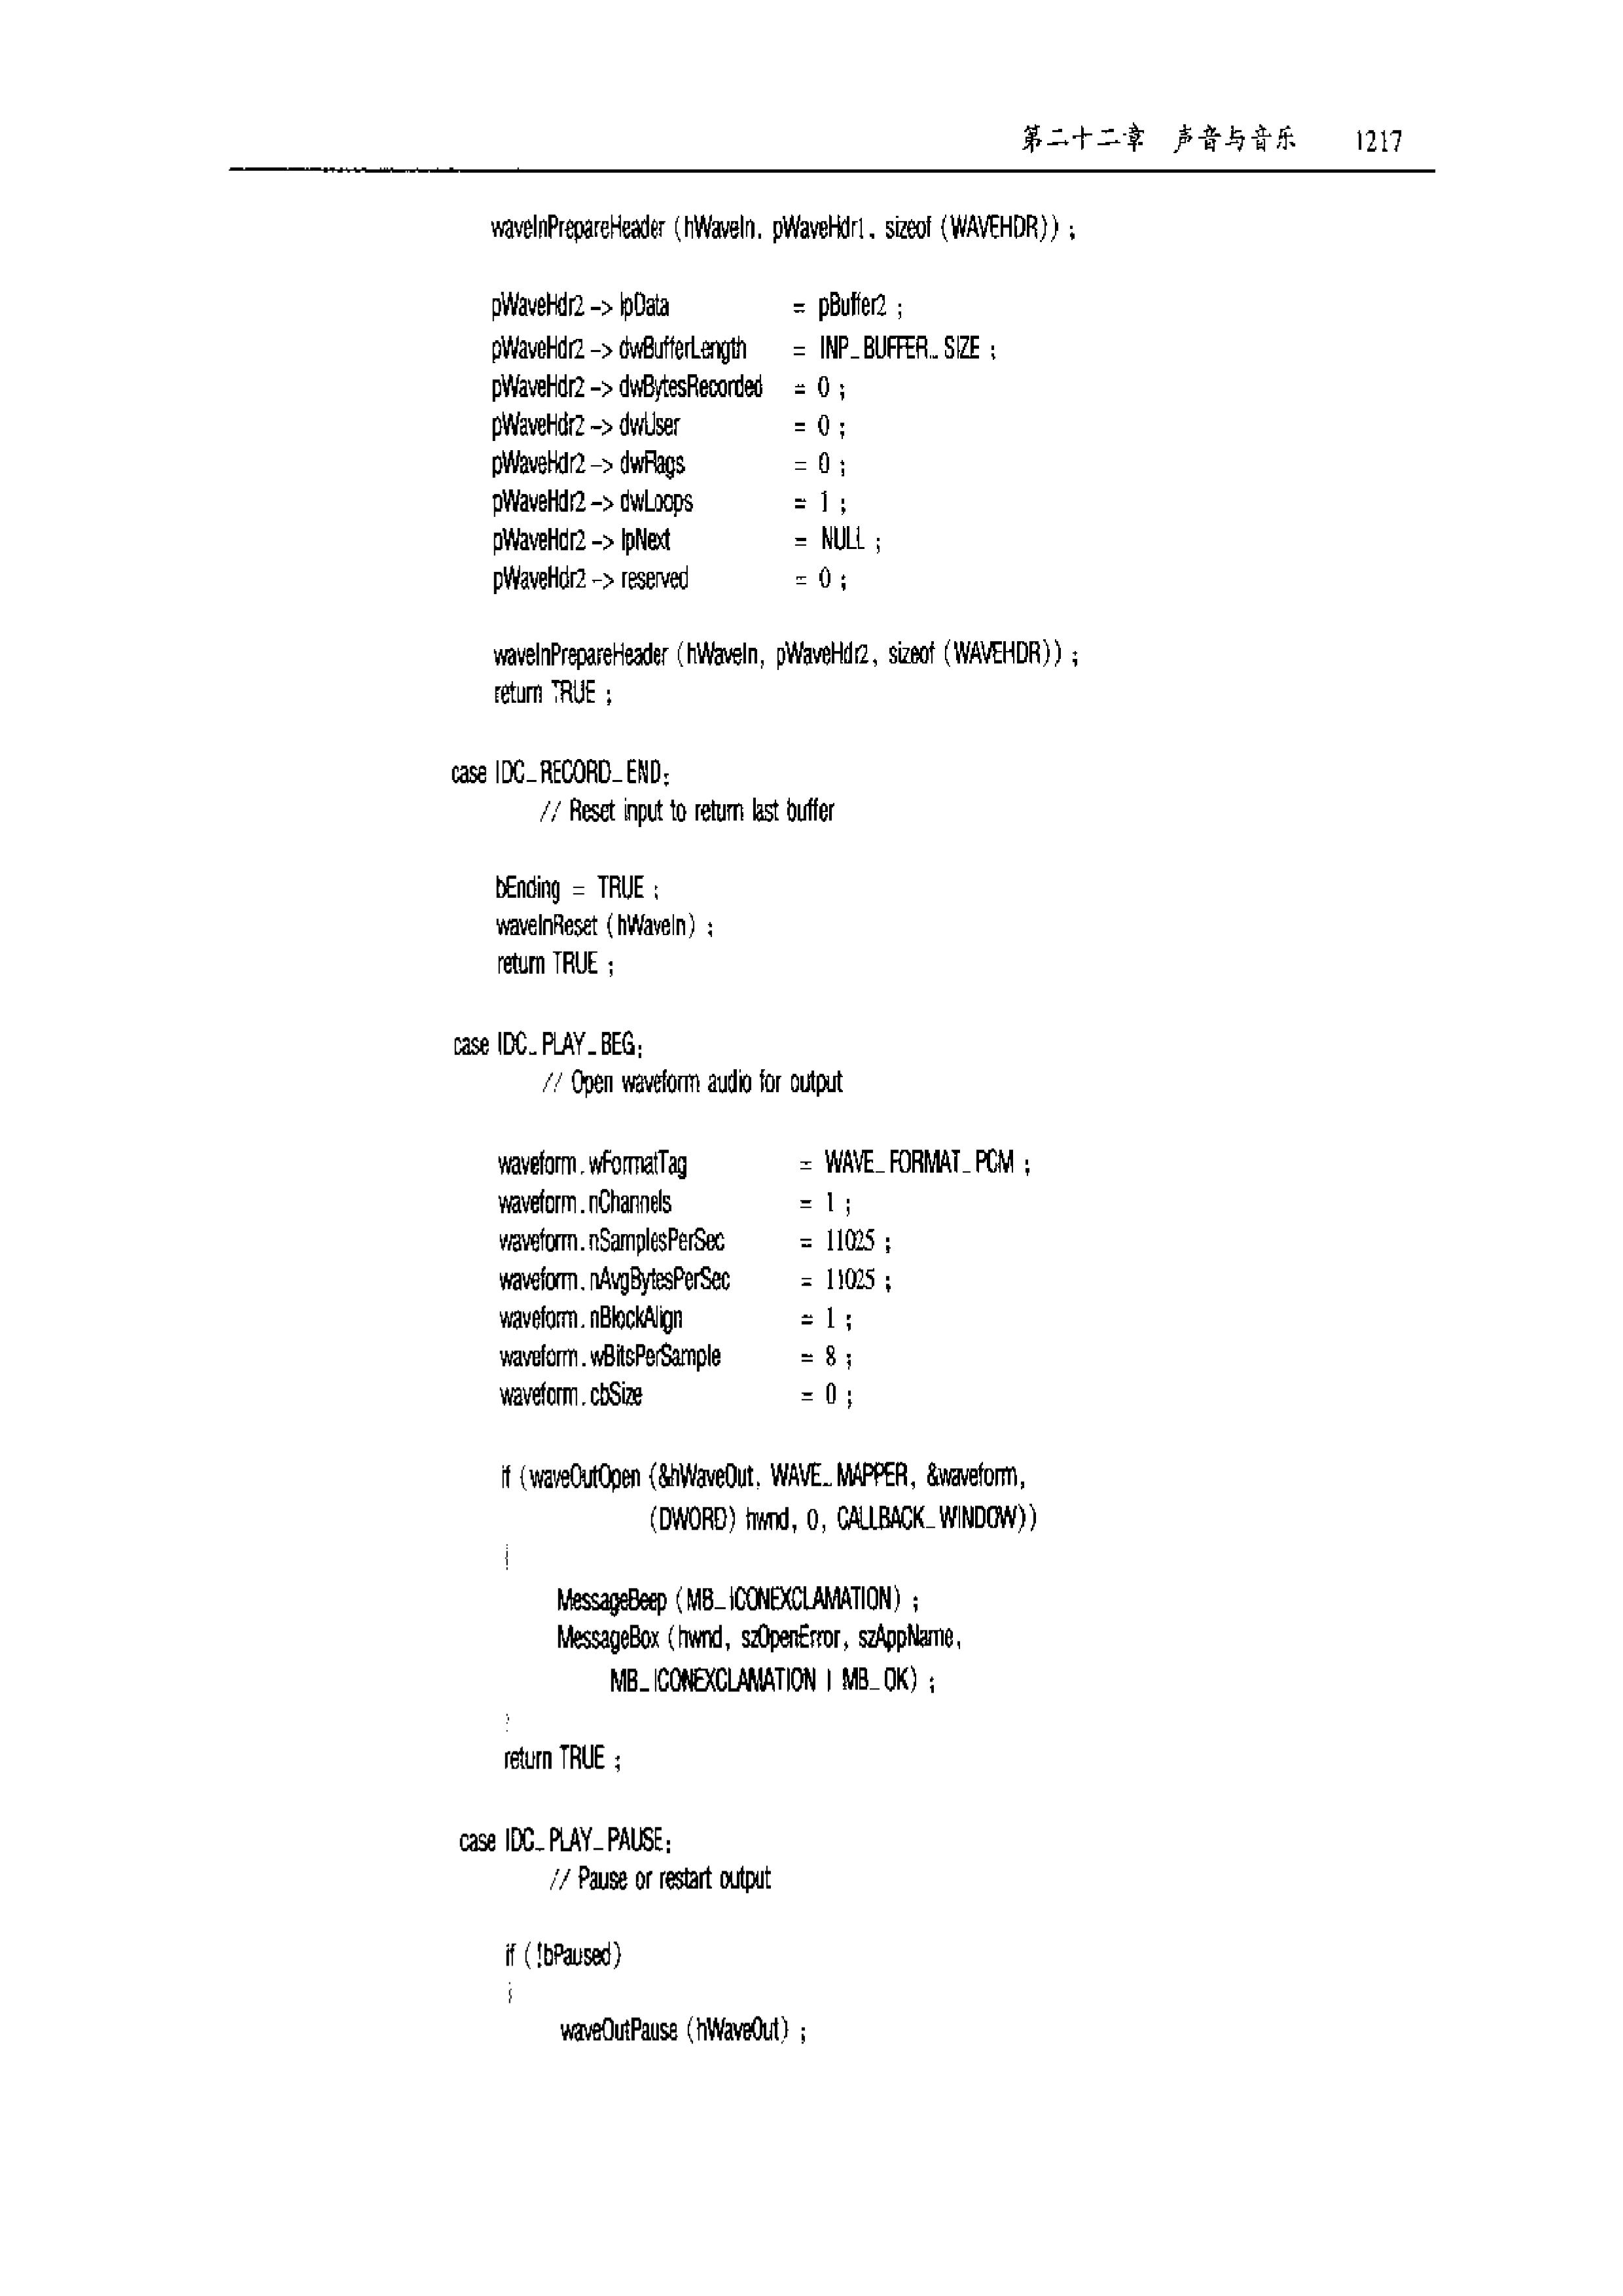 第二十二章 声音与音乐 1217
waveInPrepareHeader (hWaveIn, pWaveHdr1, sizeof (WAVEHDR)) ;
pWaveHdr2 -> lpData = pBuffer2 ;
pWaveHdr2 -> dwBufferLength = INP_BUFFER_SIZE ;
pWaveHdr2 -> dwBytesRecorded = 0 ;
pWaveHdr2 -> dwUser = 0 ;
pWaveHdr2 -> dwFlags = 0 ;
pWaveHdr2 -> dwLoops = 1 ;
pWaveHdr2 -> lpNext = NULL ;
pWaveHdr2 -> reserved = 0 ;
waveInPrepareHeader (hWaveIn, pWaveHdr2, sizeof (WAVEHDR)) ;
return TRUE ;
case IDC_RECORD_END:
// Reset input to return last buffer
bEnding = TRUE ;
waveInReset (hWaveIn) ;
return TRUE ;
case IDC_PLAY_BEG:
// Open waveform audio for output
waveform.wFormatTag = WAVE_FORMAT_PCM ;
waveform.nChannels = 1 ;
waveform.nSamplesPerSec = 11025 ;
waveform.nAvgBytesPerSec = 11025 ;
waveform.nBlockAlign = 1 ;
waveform.wBitsPerSample = 8 ;
waveform.cbSize = 0 ;
if (waveOutOpen (&hWaveOut, WAVE_MAPPER, &waveform,
(DWORD) hwnd, 0, CALLBACK_WINDOW))
{
MessageBeep (MB_ICONEXCLAMATION) ;
MessageBox (hwnd, szOpenError, szAppName,
MB_ICONEXCLAMATION | MB_OK) ;
}
return TRUE ;
case IDC_PLAY_PAUSE:
// Pause or restart output
if (!bPaused)
{
waveOutPause (hWaveOut) ;